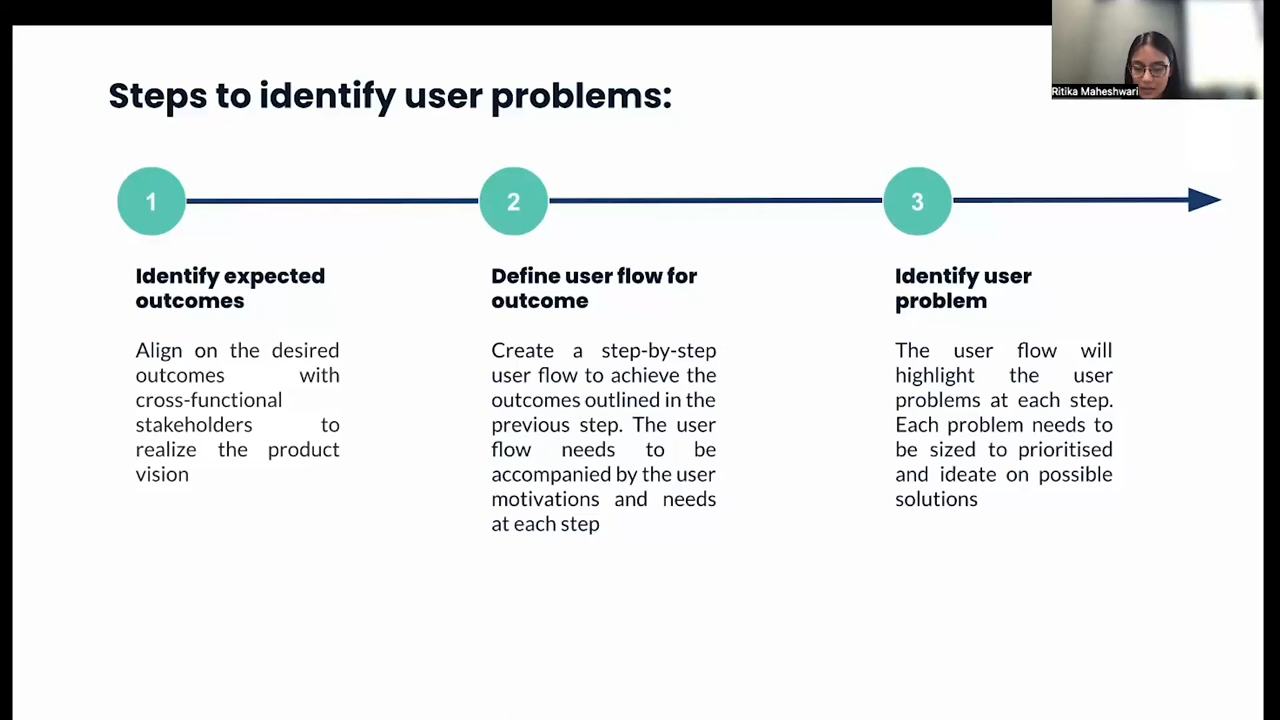 Steps to identify user problems:
Ritika Maheshwari
1
2
3
Identify expected
outcomes
Align on the desired
outcomes with
cross-functional
stakeholders to
realize the product
vision
Define user flow for
outcome
Create a step-by-step
user flow to achieve the
outcomes outlined in the
previous step. The user
flow needs to be
accompanied by the user
motivations and needs
at each step
Identify user
problem
The user flow will
highlight the user
problems at each step.
Each problem needs to
be sized to prioritised
and ideate on possible
solutions